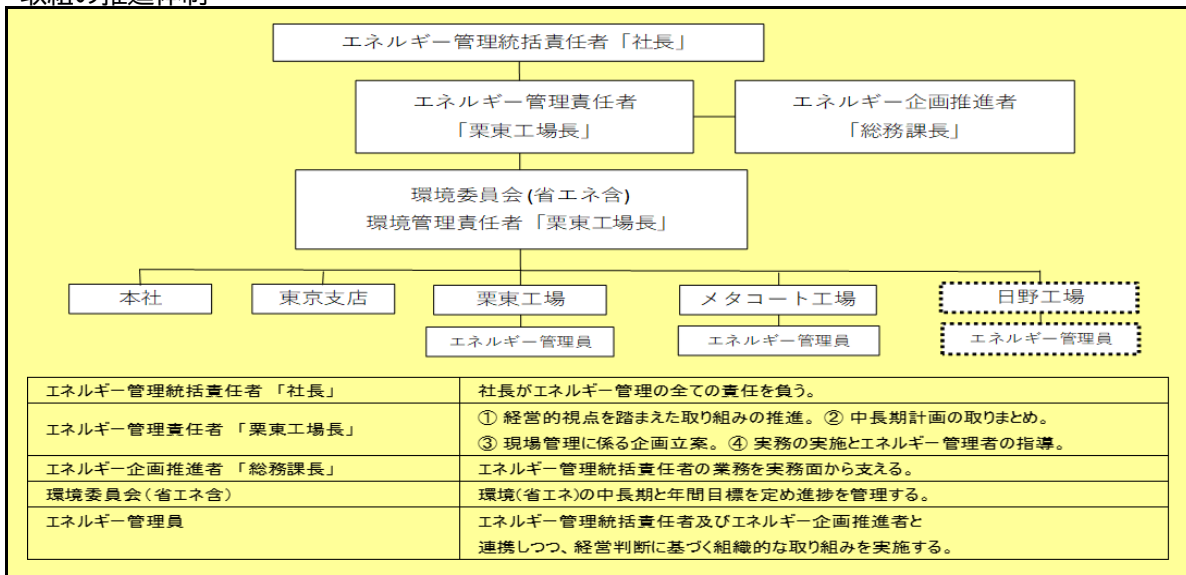 取組の推進体制
エネルギー管理統括責任者「社長」
エネルギー管理責任者
「栗東工場長」
エネルギー企画推進者
「総務課長」
環境委員会(省エネ含)
環境管理責任者「栗東工場長」
本社
東京支店
栗東工場
メタコート工場
日野工場
エネルギー管理員
エネルギー管理員
エネルギー管理員
エネルギー管理統括責任者 「社長」
社長がエネルギー管理の全ての責任を負う。
エネルギー管理責任者 「栗東工場長」
① 経営的視点を踏まえた取り組みの推進。② 中長期計画の取りまとめ。
③ 現場管理に係る企画立案。④ 実務の実施とエネルギー管理者の指導。
エネルギー企画推進者 「総務課長」
エネルギー管理統括責任者の業務を実務面から支える。
環境委員会(省エネ含)
環境(省エネ)の中長期と年間目標を定め進捗を管理する。
エネルギー管理員
エネルギー管理統括責任者及びエネルギー企画推進者と
連携しつつ、経営判断に基づく組織的な取り組みを実施する。